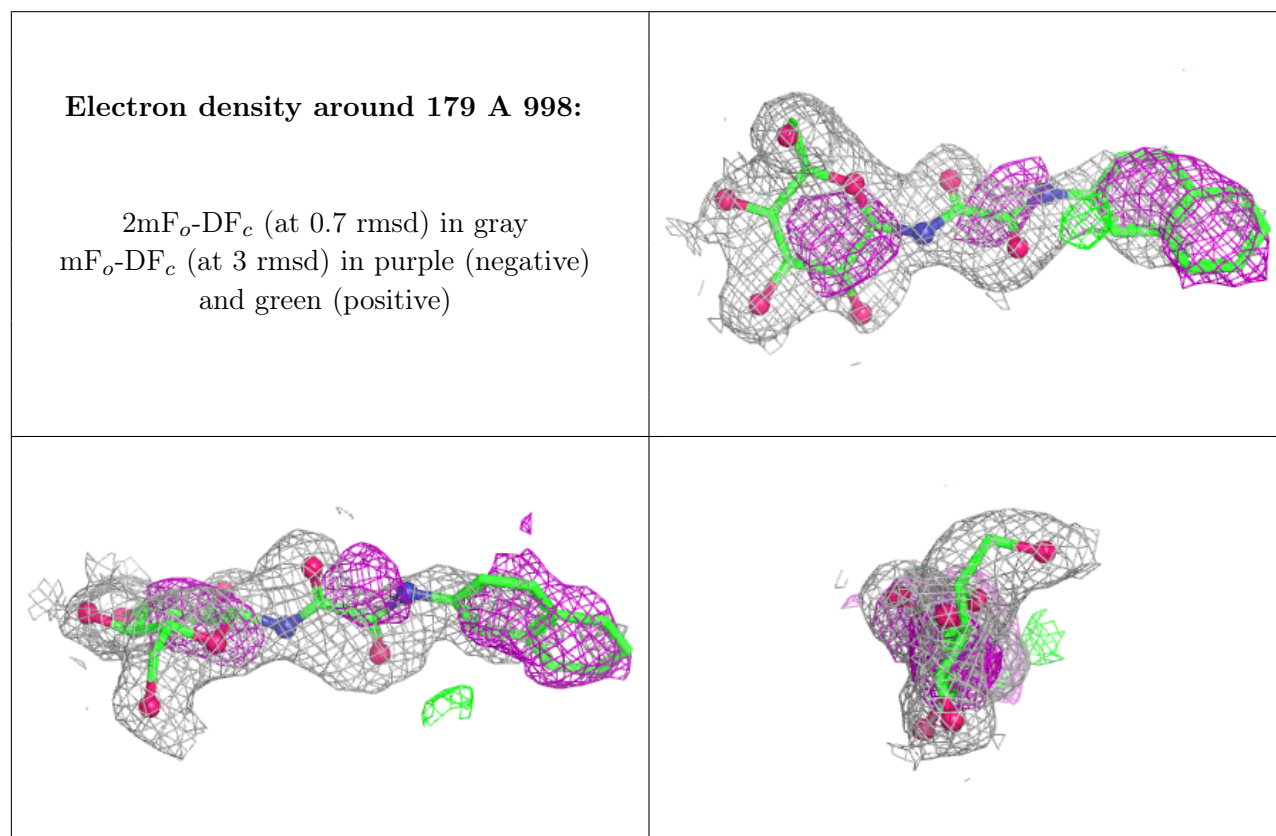 Electron density around 179 A 998:
2mFₒ-DF𝒸 (at 0.7 rmsd) in gray
mFₒ-DF𝒸 (at 3 rmsd) in purple (negative)
and green (positive)